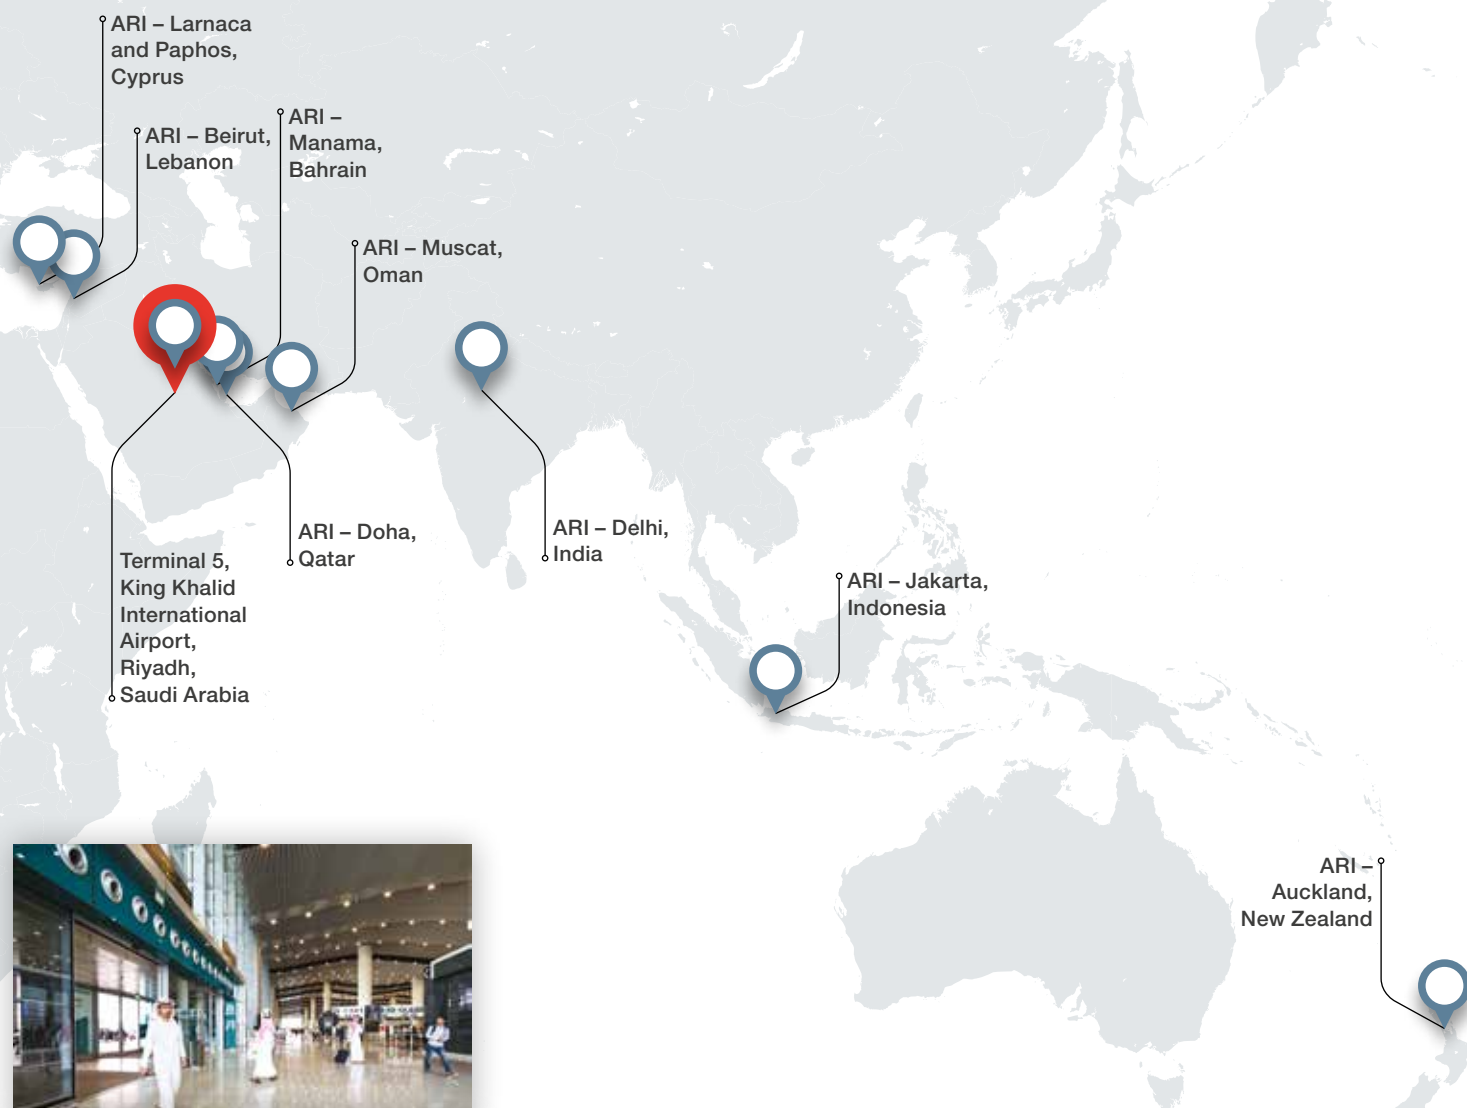 ARI – Larnaca
and Paphos,
Cyprus
ARI – Beirut,
Lebanon
ARI –
Manama,
Bahrain
ARI – Muscat,
Oman
ARI – Doha,
Qatar
ARI – Delhi,
India
Terminal 5,
King Khalid
International
Airport,
Riyadh,
Saudi Arabia
ARI – Jakarta,
Indonesia
ARI –
Auckland,
New Zealand